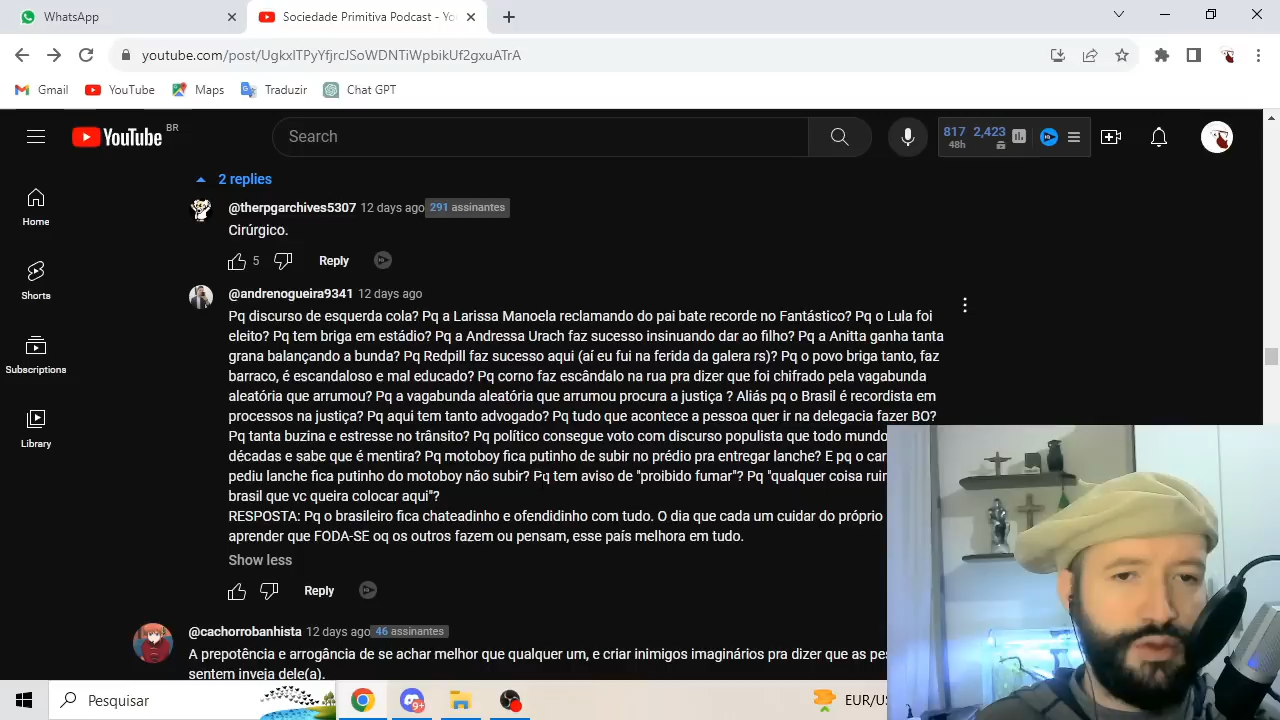 WhatsApp
Sociedade Primitiva Podcast - Yo
youtube.com/post/UgkxlTPyYfjrcJSoWDNTiWpbikUf2gxuATrA
Gmail
YouTube
Maps
Traduzir
Chat GPT
YouTube BR
Search
817 2,423
48h
2 replies
Home
@therpgarchives5307 12 days ago 291 assinantes
Cirúrgico.
5 Reply
Shorts
@andrenogueira9341 12 days ago
Pq discurso de esquerda cola? Pq a Larissa Manoela reclamando do pai bate recorde no Fantástico? Pq o Lula foi
eleito? Pq tem briga em estádio? Pq a Andressa Urach faz sucesso insinuando dar ao filho? Pq a Anitta ganha tanta
grana balançando a bunda? Pq Redpill faz sucesso aqui (aí eu fui na ferida da galera rs)? Pq o povo briga tanto, faz
Subscriptions
barraco, é escandaloso e mal educado? Pq corno faz escândalo na rua pra dizer que foi chifrado pela vagabunda
aleatória que arrumou? Pq a vagabunda aleatória que arrumou procura a justiça ? Aliás pq o Brasil é recordista em
processos na justiça? Pq aqui tem tanto advogado? Pq tudo que acontece a pessoa quer ir na delegacia fazer BO?
Pq tanta buzina e estresse no trânsito? Pq político consegue voto com discurso populista que todo mundo
Library
décadas e sabe que é mentira? Pq motoboy fica putinho de subir no prédio pra entregar lanche? E pq o car
pediu lanche fica putinho do motoboy não subir? Pq tem aviso de "proibido fumar"? Pq "qualquer coisa ruir
brasil que vc queira colocar aqui"?
RESPOSTA: Pq o brasileiro fica chateadinho e ofendidinho com tudo. O dia que cada um cuidar do próprio
aprender que FODA-SE oq os outros fazem ou pensam, esse país melhora em tudo.
Show less
Reply
@cachorrobanhista 12 days ago 46 assinantes
A prepotência e arrogância de se achar melhor que qualquer um, e criar inimigos imaginários pra dizer que as pes
sentem inveja dele(a).
Pesquisar
9+
EUR/US